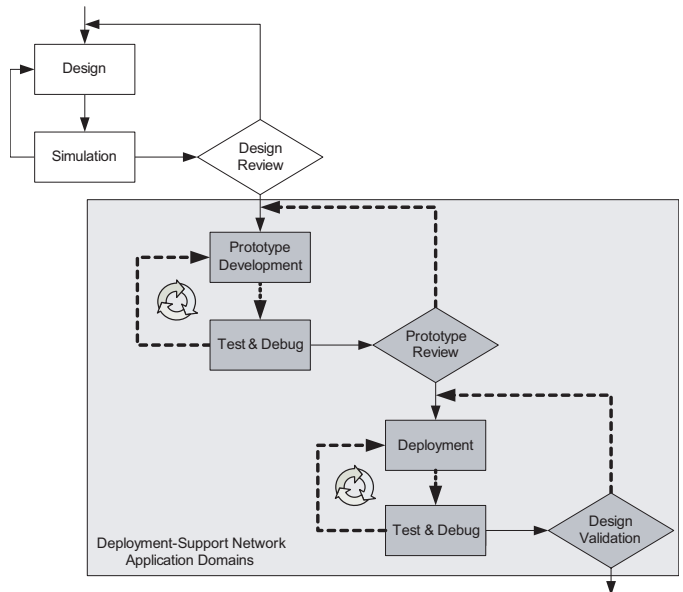 Design
Simulation
Design
Review
Prototype
Development
Test & Debug
Prototype
Review
Deployment
Test & Debug
Design
Validation
Deployment-Support Network
Application Domains